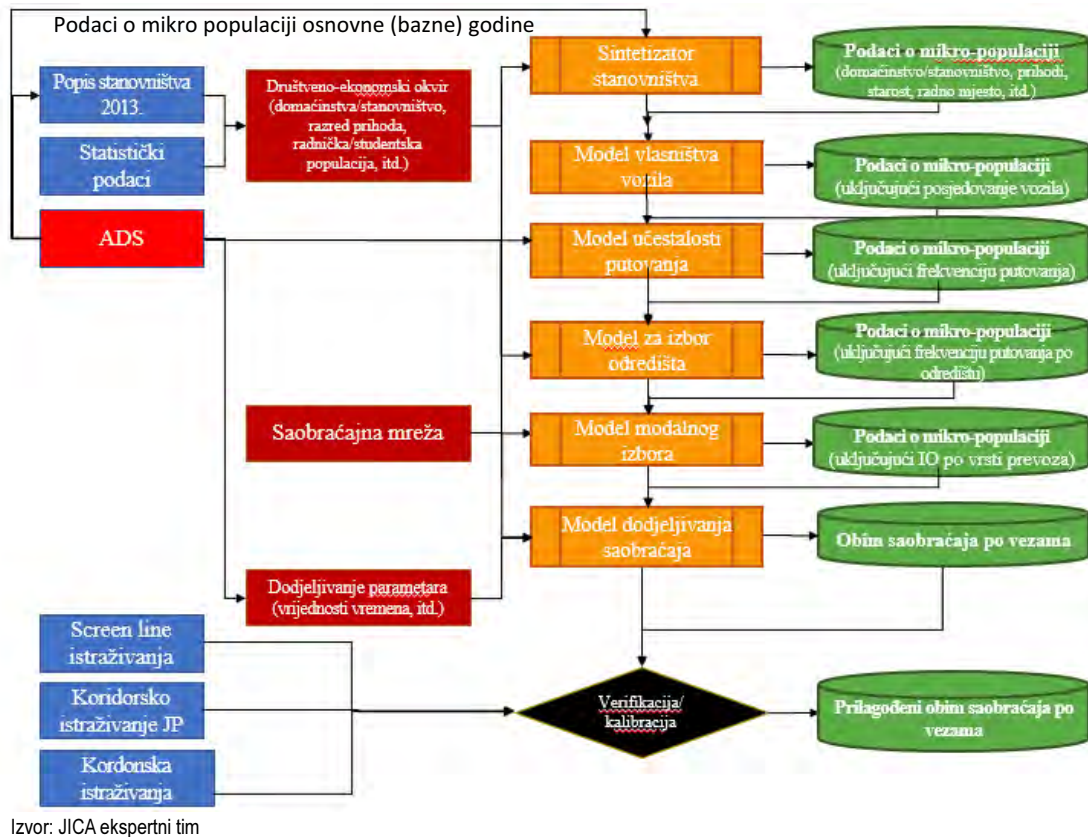 Podaci o mikro populaciji osnovne (bazne) godine
Popis stanovništva
2013.
Statistički
podaci
ADS
Društveno-ekonomski okvir
(domaćinstva/stanovništvo,
razred prihoda,
radnička/studentska
populacija, itd.)
Saobraćajna mreža
Dodjeljivanje parametara
(vrijednosti vremena, itd.)
Screen line
istraživanja
Koridorsko
istraživanje JP
Kordonska
istraživanja
Sintetizator
stanovništva
Model vlasništva
vozila
Model učestalosti
putovanja
Model za izbor
odredišta
Model modalnog
izbora
Model dodjeljivanja
saobraćaja
Verifikacija/
kalibracija
Podaci o mikro-populaciji
(domaćinstvo/stanovništvo, prihodi,
starost, radno mjesto, itd.)
Podaci o mikro-populaciji
(uključujući posjedovanje vozila)
Podaci o mikro-populaciji
(uključujući frekvenciju putovanja)
Podaci o mikro-populaciji
(uključujući frekvenciju putovanja po
odredištu)
Podaci o mikro-populaciji
(uključujući IO po vrsti prevoza)
Obim saobraćaja po vezama
Prilagođeni obim saobraćaja po
vezama
Izvor: JICA ekspertni tim